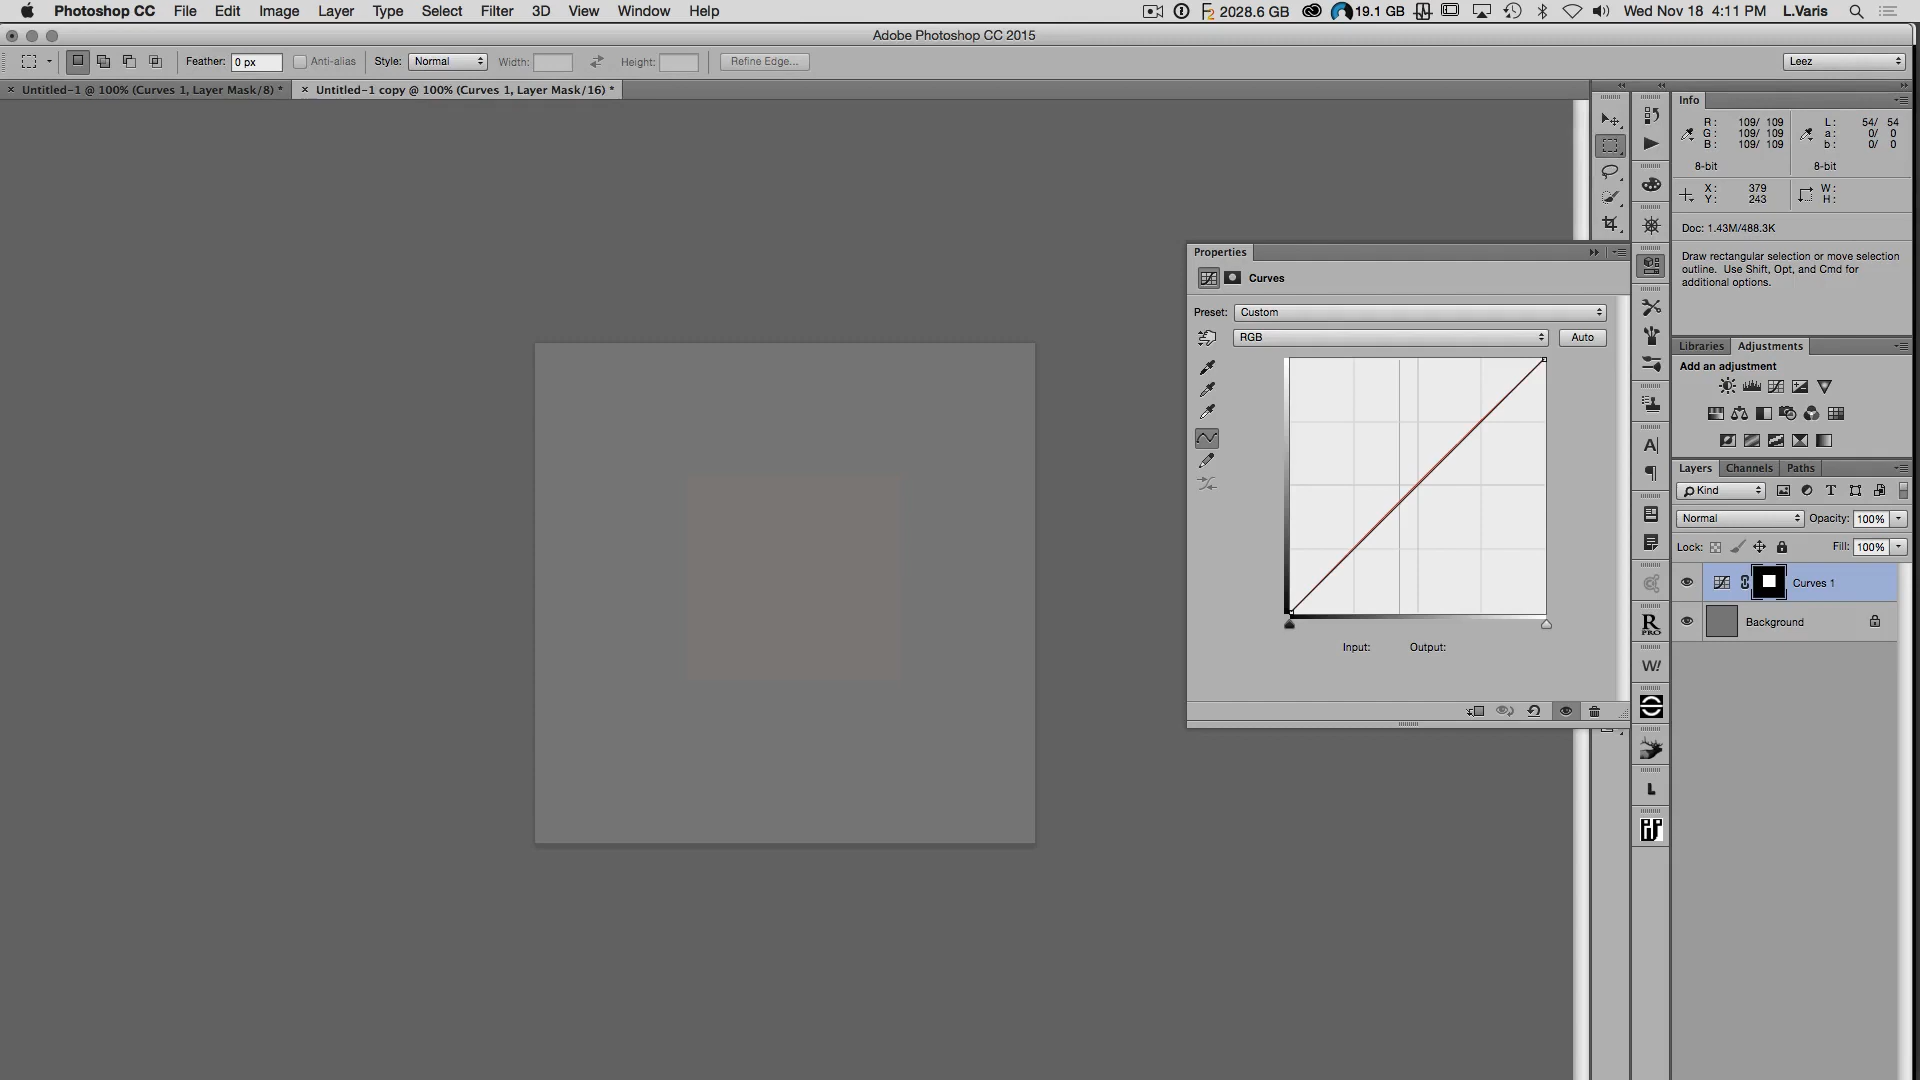 Photoshop CC File Edit Image Layer Type Select Filter 3D View Window Help 2028.6 GB 19.1 GB Wed Nov 18 4:11 PM L.Varis
Adobe Photoshop CC 2015
Feather: 0 px Anti-alias Style: Normal Width: Height: Refine Edge... Leez
Untitled-1 @ 100% (Curves 1, Layer Mask/8) * Untitled-1 copy @ 100% (Curves 1, Layer Mask/16) *
Info
R: 109/ 109 L: 54/ 54
G: 109/ 109 a: 0/ 0
B: 109/ 109 b: 0/ 0
8-bit 8-bit
X: 379 W:
Y: 243 H:
Doc: 1.43M/488.3K
Draw rectangular selection or move selection
outline. Use Shift, Opt, and Cmd for
additional options.
Properties
Curves
Preset: Custom
RGB Auto
Input: Output:
Libraries Adjustments
Add an adjustment
Layers Channels Paths
Kind
Normal Opacity: 100%
Lock: Fill: 100%
Curves 1
Background
A
R
PRO
W!
L